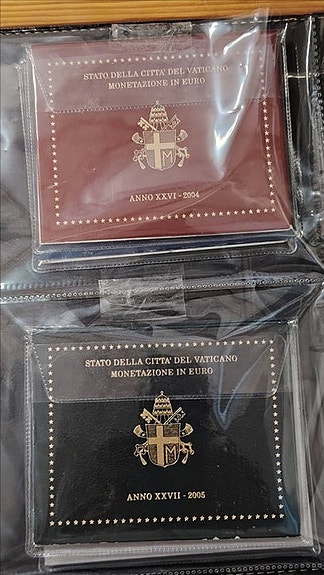 STATO DELLA CITTA' DEL VATICANO
MONETAZIONE IN EURO
M
ANNO XXVI - 2004
STATO DELLA CITTA' DEL VATICANO
MONETAZIONE IN EURO
M
ANNO XXVII - 2005